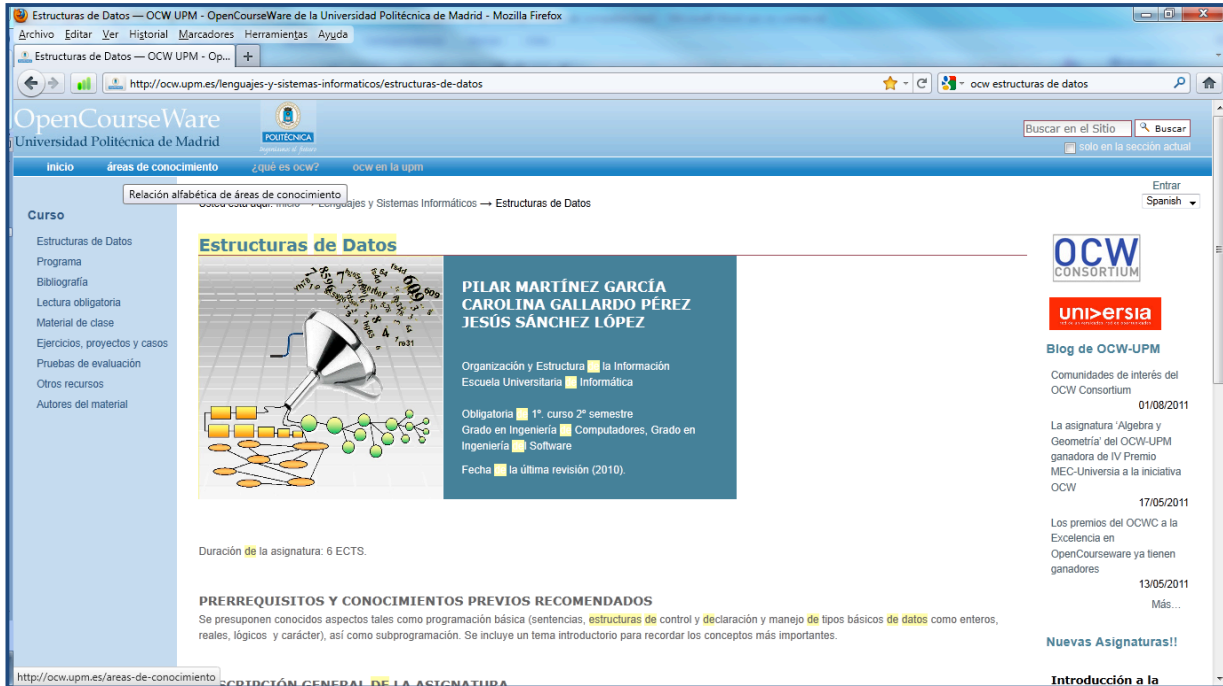 Estructuras de Datos — OCW UPM - OpenCourseWare de la Universidad Politécnica de Madrid - Mozilla Firefox
Archivo Editar Ver Historial Marcadores Herramientas Ayuda
Estructuras de Datos — OCW UPM - Op...
http://ocw.upm.es/lenguajes-y-sistemas-informaticos/estructuras-de-datos
ocw estructuras de datos
OpenCourseWare
Universidad Politécnica de Madrid
POLITÉCNICA
Buscar en el Sitio
Buscar
solo en la sección actual
inicio áreas de conocimiento ¿qué es ocw? ocw en la upm
Relación alfabética de áreas de conocimiento
Entrar
Spanish
Usted está aquí: Inicio → Lenguajes y Sistemas Informáticos → Estructuras de Datos
Curso
Estructuras de Datos
Programa
Bibliografía
Lectura obligatoria
Material de clase
Ejercicios, proyectos y casos
Pruebas de evaluación
Otros recursos
Autores del material
Estructuras de Datos
PILAR MARTÍNEZ GARCÍA
CAROLINA GALLARDO PÉREZ
JESÚS SÁNCHEZ LÓPEZ
Organización y Estructura de la Información
Escuela Universitaria de Informática
Obligatoria de 1º. curso 2º semestre
Grado en Ingeniería de Computadores, Grado en
Ingeniería del Software
Fecha de la última revisión (2010).
Duración de la asignatura: 6 ECTS.
PRERREQUISITOS Y CONOCIMIENTOS PREVIOS RECOMENDADOS
Se presuponen conocidos aspectos tales como programación básica (sentencias, estructuras de control y declaración y manejo de tipos básicos de datos como enteros,
reales, lógicos y carácter), así como subprogramación. Se incluye un tema introductorio para recordar los conceptos más importantes.
DESCRIPCIÓN GENERAL DE LA ASIGNATURA
OCW
CONSORTIUM
universia
Blog de OCW-UPM
Comunidades de interés del
OCW Consortium
01/08/2011
La asignatura 'Algebra y
Geometría' del OCW-UPM
ganadora de IV Premio
MEC-Universia a la iniciativa
OCW
17/05/2011
Los premios del OCWC a la
Excelencia en
OpenCourseware ya tienen
ganadores
13/05/2011
Más...
Nuevas Asignaturas!!
Introducción a la
http://ocw.upm.es/areas-de-conocimiento